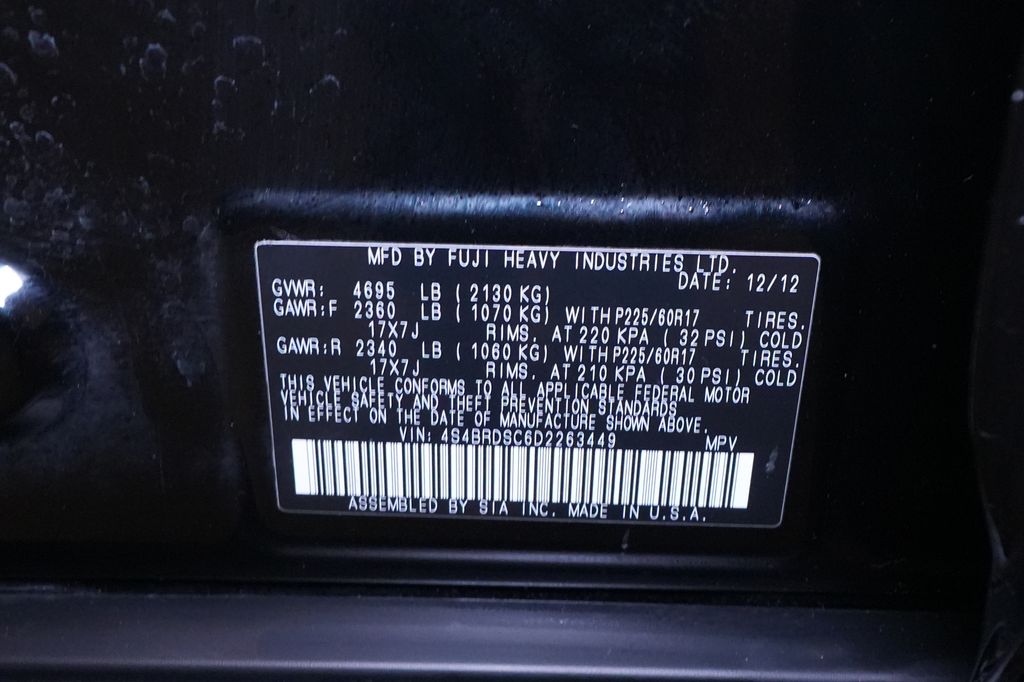 MFD BY FUJI HEAVY INDUSTRIES LTD.
DATE: 12/12
GVWR: 4695 LB (2130 KG)
GAWR:F 2360 LB (1070 KG) WITH P225/60R17 TIRES.
17X7J RIMS. AT 220 KPA (32 PSI) COLD
GAWR:R 2340 LB (1060 KG) WITH P225/60R17 TIRES.
17X7J RIMS. AT 210 KPA (30 PSI) COLD
THIS VEHICLE CONFORMS TO ALL APPLICABLE FEDERAL MOTOR
VEHICLE SAFETY AND THEFT PREVENTION STANDARDS
IN EFFECT ON THE DATE OF MANUFACTURE SHOWN ABOVE.
VIN: 4S4BRDSC6D2263449 MPV
ASSEMBLED BY SIA INC. MADE IN U.S.A.